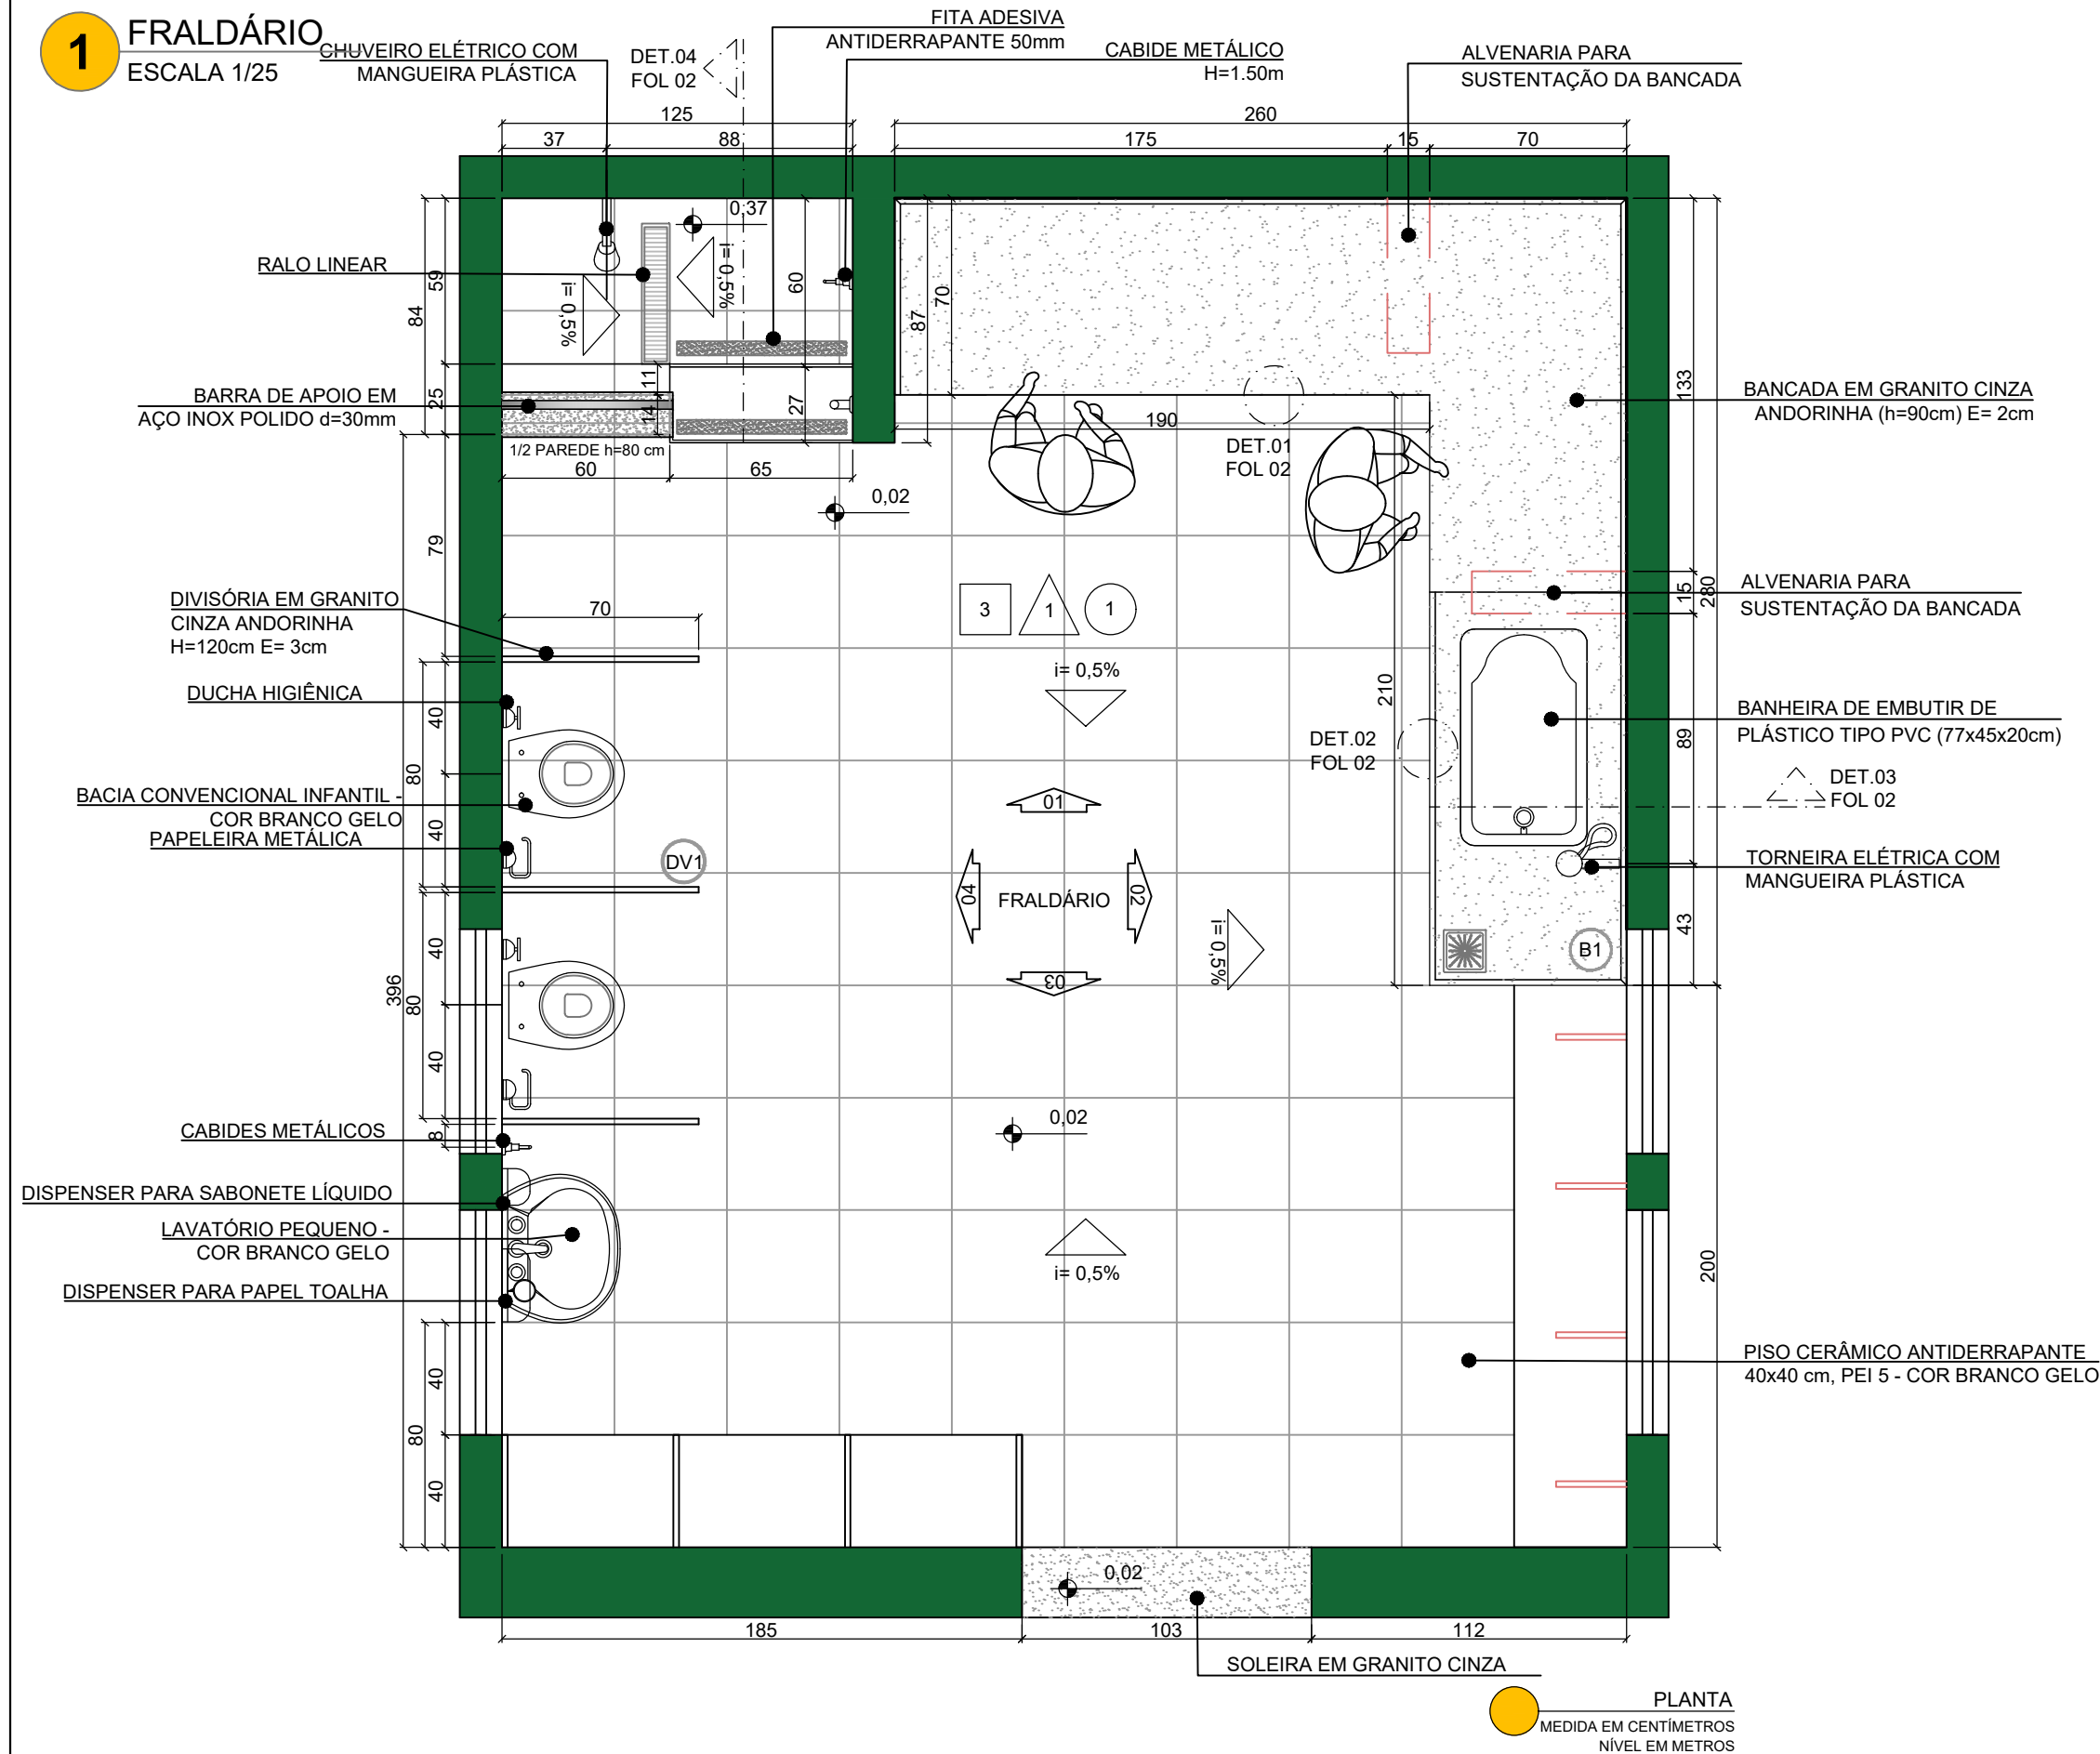 1
FRALDÁRIO
ESCALA 1/25
CHUVEIRO ELÉTRICO COM
MANGUEIRA PLÁSTICA
DET.04
FOL 02
FITA ADESIVA
ANTIDERRAPANTE 50mm
CABIDE METÁLICO
H=1.50m
ALVENARIA PARA
SUSTENTAÇÃO DA BANCADA
125
260
37
88
175
15
70
0,37
i= 0,5%
i= 0,5%
RALO LINEAR
59
84
60
70
87
133
BARRA DE APOIO EM
AÇO INOX POLIDO d=30mm
25
11
14
27
190
1/2 PAREDE h=80 cm
60
65
DET.01
FOL 02
BANCADA EM GRANITO CINZA
ANDORINHA (h=90cm) E= 2cm
0,02
79
DIVISÓRIA EM GRANITO
CINZA ANDORINHA
H=120cm E= 3cm
70
3
1
1
15
280
ALVENARIA PARA
SUSTENTAÇÃO DA BANCADA
i= 0,5%
210
DUCHA HIGIÊNICA
40
80
40
BACIA CONVENCIONAL INFANTIL -
COR BRANCO GELO
PAPELEIRA METÁLICA
DV1
DET.02
FOL 02
89
BANHEIRA DE EMBUTIR DE
PLÁSTICO TIPO PVC (77x45x20cm)
DET.03
FOL 02
01
04
FRALDÁRIO
02
03
i= 0,5%
TORNEIRA ELÉTRICA COM
MANGUEIRA PLÁSTICA
43
B1
396
40
80
40
8
0,02
CABIDES METÁLICOS
DISPENSER PARA SABONETE LÍQUIDO
LAVATÓRIO PEQUENO -
COR BRANCO GELO
DISPENSER PARA PAPEL TOALHA
i= 0,5%
200
PISO CERÂMICO ANTIDERRAPANTE
40x40 cm, PEI 5 - COR BRANCO GELO
40
80
40
0,02
185
103
112
SOLEIRA EM GRANITO CINZA
PLANTA
MEDIDA EM CENTÍMETROS
NÍVEL EM METROS